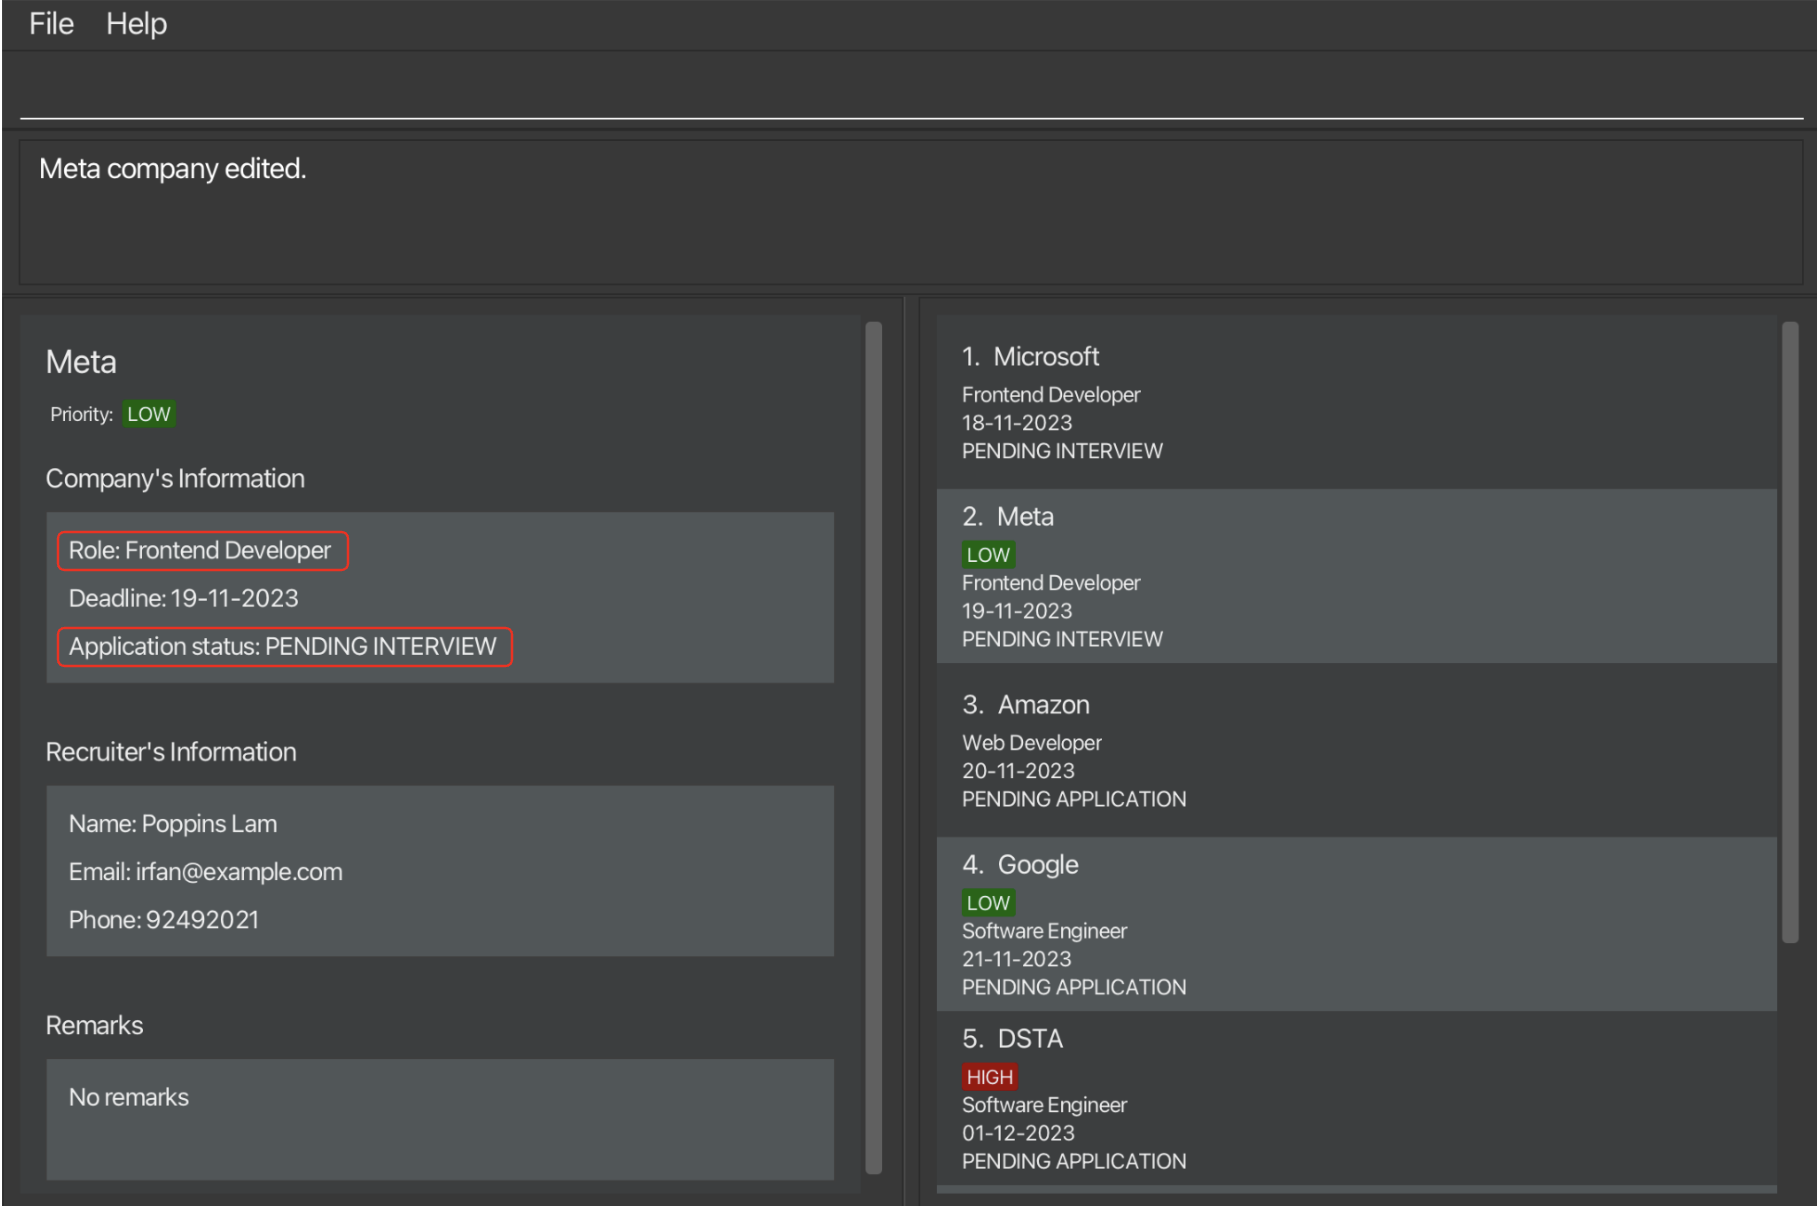 File Help
Meta company edited.
Meta
Priority: LOW
Company's Information
Role: Frontend Developer
Deadline: 19-11-2023
Application status: PENDING INTERVIEW
Recruiter's Information
Name: Poppins Lam
Email: irfan@example.com
Phone: 92492021
Remarks
No remarks
1. Microsoft
Frontend Developer
18-11-2023
PENDING INTERVIEW
2. Meta
LOW
Frontend Developer
19-11-2023
PENDING INTERVIEW
3. Amazon
Web Developer
20-11-2023
PENDING APPLICATION
4. Google
LOW
Software Engineer
21-11-2023
PENDING APPLICATION
5. DSTA
HIGH
Software Engineer
01-12-2023
PENDING APPLICATION